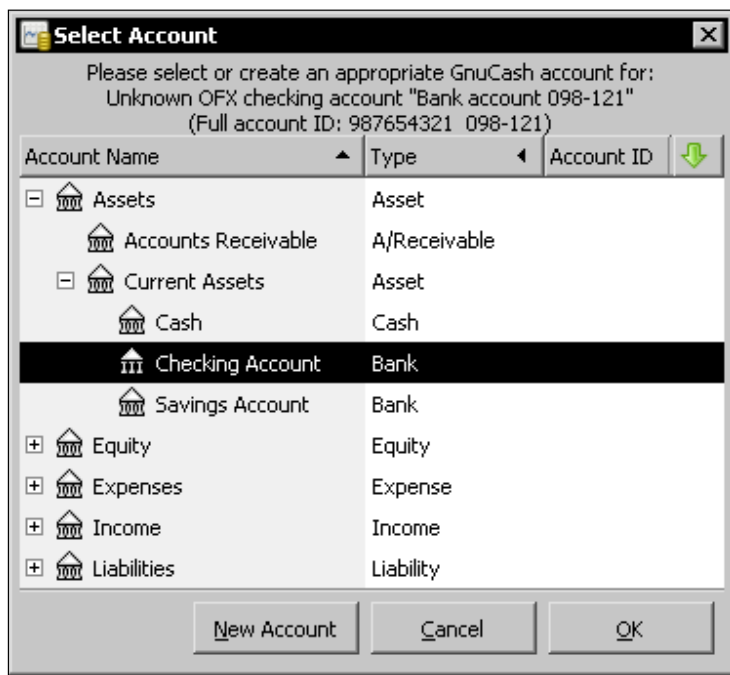 Select Account
Please select or create an appropriate GnuCash account for:
Unknown OFX checking account "Bank account 098-121"
(Full account ID: 987654321 098-121)
Account Name Type Account ID
Assets Asset
Accounts Receivable A/Receivable
Current Assets Asset
Cash Cash
Checking Account Bank
Savings Account Bank
Equity Equity
Expenses Expense
Income Income
Liabilities Liability
New Account Cancel OK